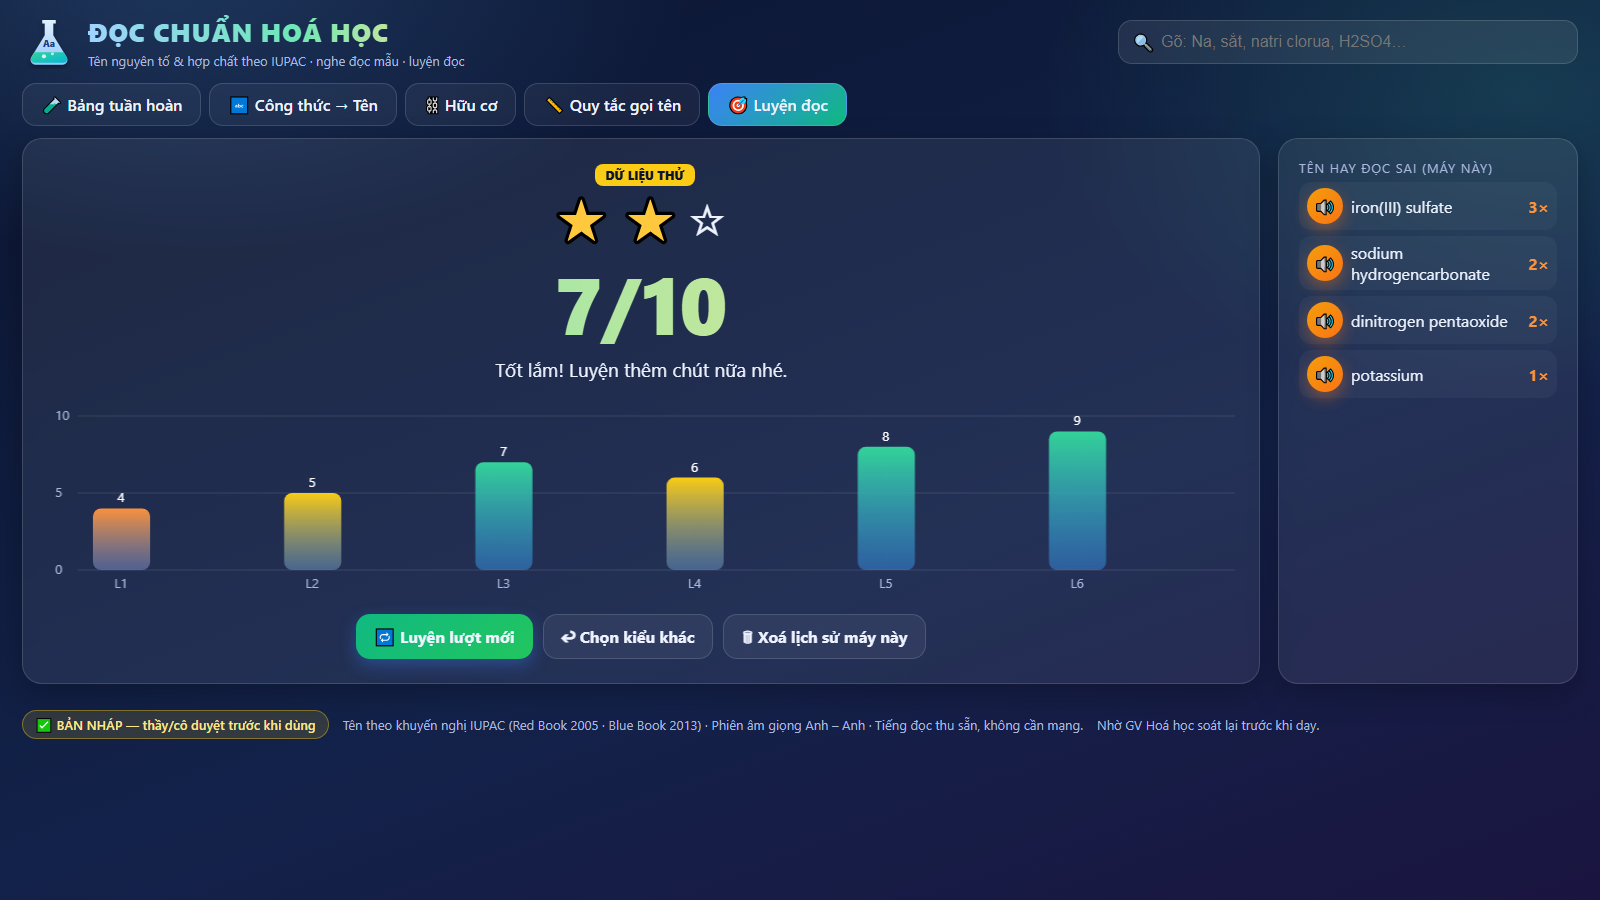 Aa
ĐỌC CHUẨN HOÁ HỌC
Tên nguyên tố & hợp chất theo IUPAC · nghe đọc mẫu · luyện đọc
Gõ: Na, sắt, natri clorua, H2SO4...
Bảng tuần hoàn
abc Công thức → Tên
Hữu cơ
Quy tắc gọi tên
Luyện đọc
DỮ LIỆU THỬ
7/10
Tốt lắm! Luyện thêm chút nữa nhé.
10
5
0
4
5
7
6
8
9
L1
L2
L3
L4
L5
L6
Luyện lượt mới
Chọn kiểu khác
Xoá lịch sử máy này
TÊN HAY ĐỌC SAI (MÁY NÀY)
iron(III) sulfate 3×
sodium
hydrogencarbonate 2×
dinitrogen pentaoxide 2×
potassium 1×
BẢN NHÁP — thầy/cô duyệt trước khi dùng
Tên theo khuyến nghị IUPAC (Red Book 2005 · Blue Book 2013) · Phiên âm giọng Anh – Anh · Tiếng đọc thu sẵn, không cần mạng. Nhờ GV Hoá học soát lại trước khi dạy.